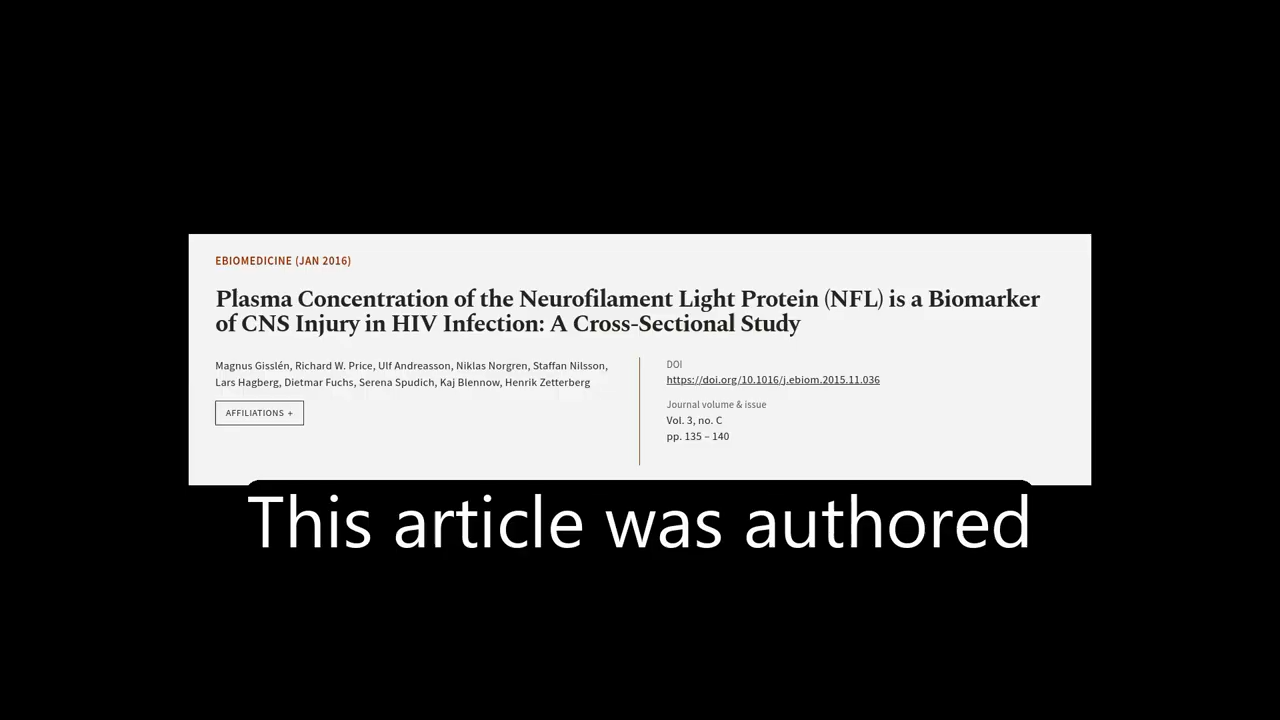 EBIOMEDICINE (JAN 2016)
Plasma Concentration of the Neurofilament Light Protein (NFL) is a Biomarker
of CNS Injury in HIV Infection: A Cross-Sectional Study
Magnus Gisslén, Richard W. Price, Ulf Andreasson, Niklas Norgren, Staffan Nilsson,
Lars Hagberg, Dietmar Fuchs, Serena Spudich, Kaj Blennow, Henrik Zetterberg
AFFILIATIONS +
DOI
https://doi.org/10.1016/j.ebiom.2015.11.036
Journal volume & issue
Vol. 3, no. C
pp. 135 – 140
This article was authored